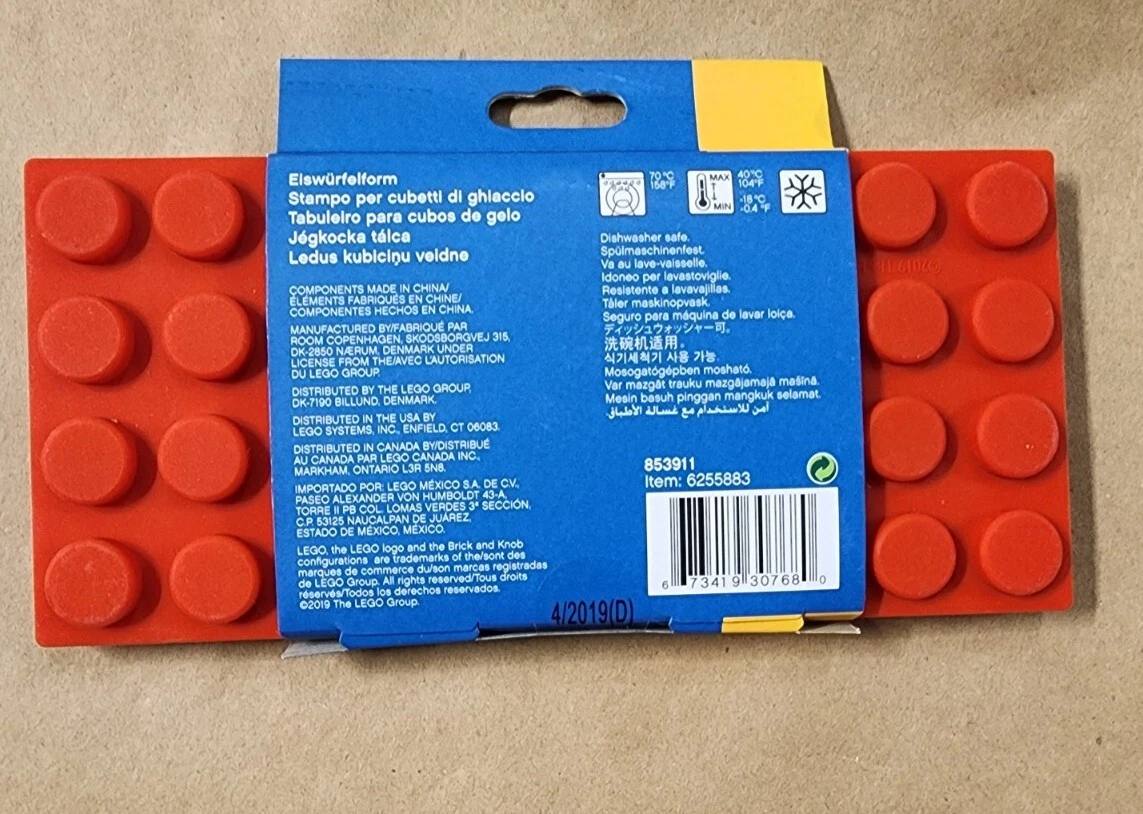 Eiswürfelform
Stampo per cubetti di ghiaccio
Tabuleiro para cubos de gelo
Jégkocka tálca
Ledus kubiciņu veidne
COMPONENTS MADE IN CHINA/
ÉLÉMENTS FABRIQUÉS EN CHINE/
COMPONENTES HECHOS EN CHINA.
MANUFACTURED BY/FABRIQUÉ PAR
ROOM COPENHAGEN, SKODSBORGVEJ 315,
DK-2850 NÆRUM, DENMARK UNDER
LICENSE FROM THE/AVEC L'AUTORISATION
DU LEGO GROUP.
DISTRIBUTED BY THE LEGO GROUP,
DK-7190 BILLUND, DENMARK.
DISTRIBUTED IN THE USA BY
LEGO SYSTEMS, INC., ENFIELD, CT 06083.
DISTRIBUTED IN CANADA BY/DISTRIBUÉ
AU CANADA PAR LEGO CANADA INC.,
MARKHAM, ONTARIO L3R 5N8.
IMPORTADO POR: LEGO MÉXICO S.A. DE C.V.,
PASEO ALEXANDER VON HUMBOLDT 43-A,
TORRE II PB COL. LOMAS VERDES 3ª SECCIÓN,
C.P. 53125 NAUCALPAN DE JUÁREZ,
ESTADO DE MÉXICO, MÉXICO.
LEGO, the LEGO logo and the Brick and Knob
configurations are trademarks of the/sont des
marques de commerce du/son marcas registradas
de LEGO Group. All rights reserved/Tous droits
réservés/Todos los derechos reservados.
©2019 The LEGO Group.
70 °C
158°F
MAX
MIN
40°C
104°F
-18 °C
-0.4 °F
Dishwasher safe.
Spülmaschinenfest.
Va au lave-vaisselle.
Idoneo per lavastoviglie.
Resistente a lavavajillas.
Tåler maskinopvask.
Seguro para máquina de lavar loiça.
ディッシュウォッシャー可。
洗碗机适用。
식기세척기 사용 가능.
Mosogatógépben mosható.
Var mazgāt trauku mazgājamajā mašīnā.
Mesin basuh pinggan mangkuk selamat.
آمن للاستخدام مع غسالة الأطباق.
853911
Item: 6255883
6 73419 30768 0
4/2019(D)